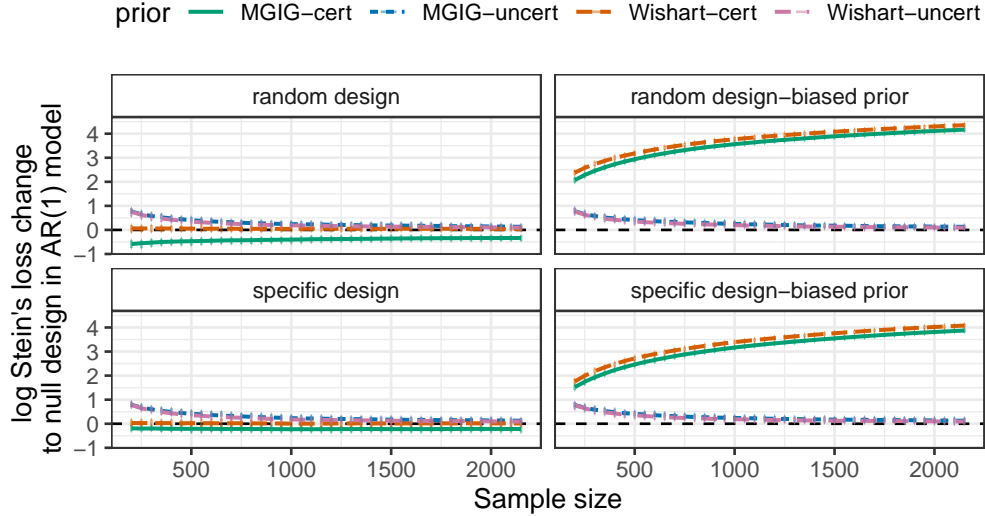 prior MGIG−cert MGIG−uncert Wishart−cert Wishart−uncert
random design random design−biased prior
4
3
2
1
0
−1
specific design specific design−biased prior
4
3
2
1
0
−1
500 1000 1500 2000 500 1000 1500 2000
Sample size
log Stein's loss change
to null design in AR(1) model